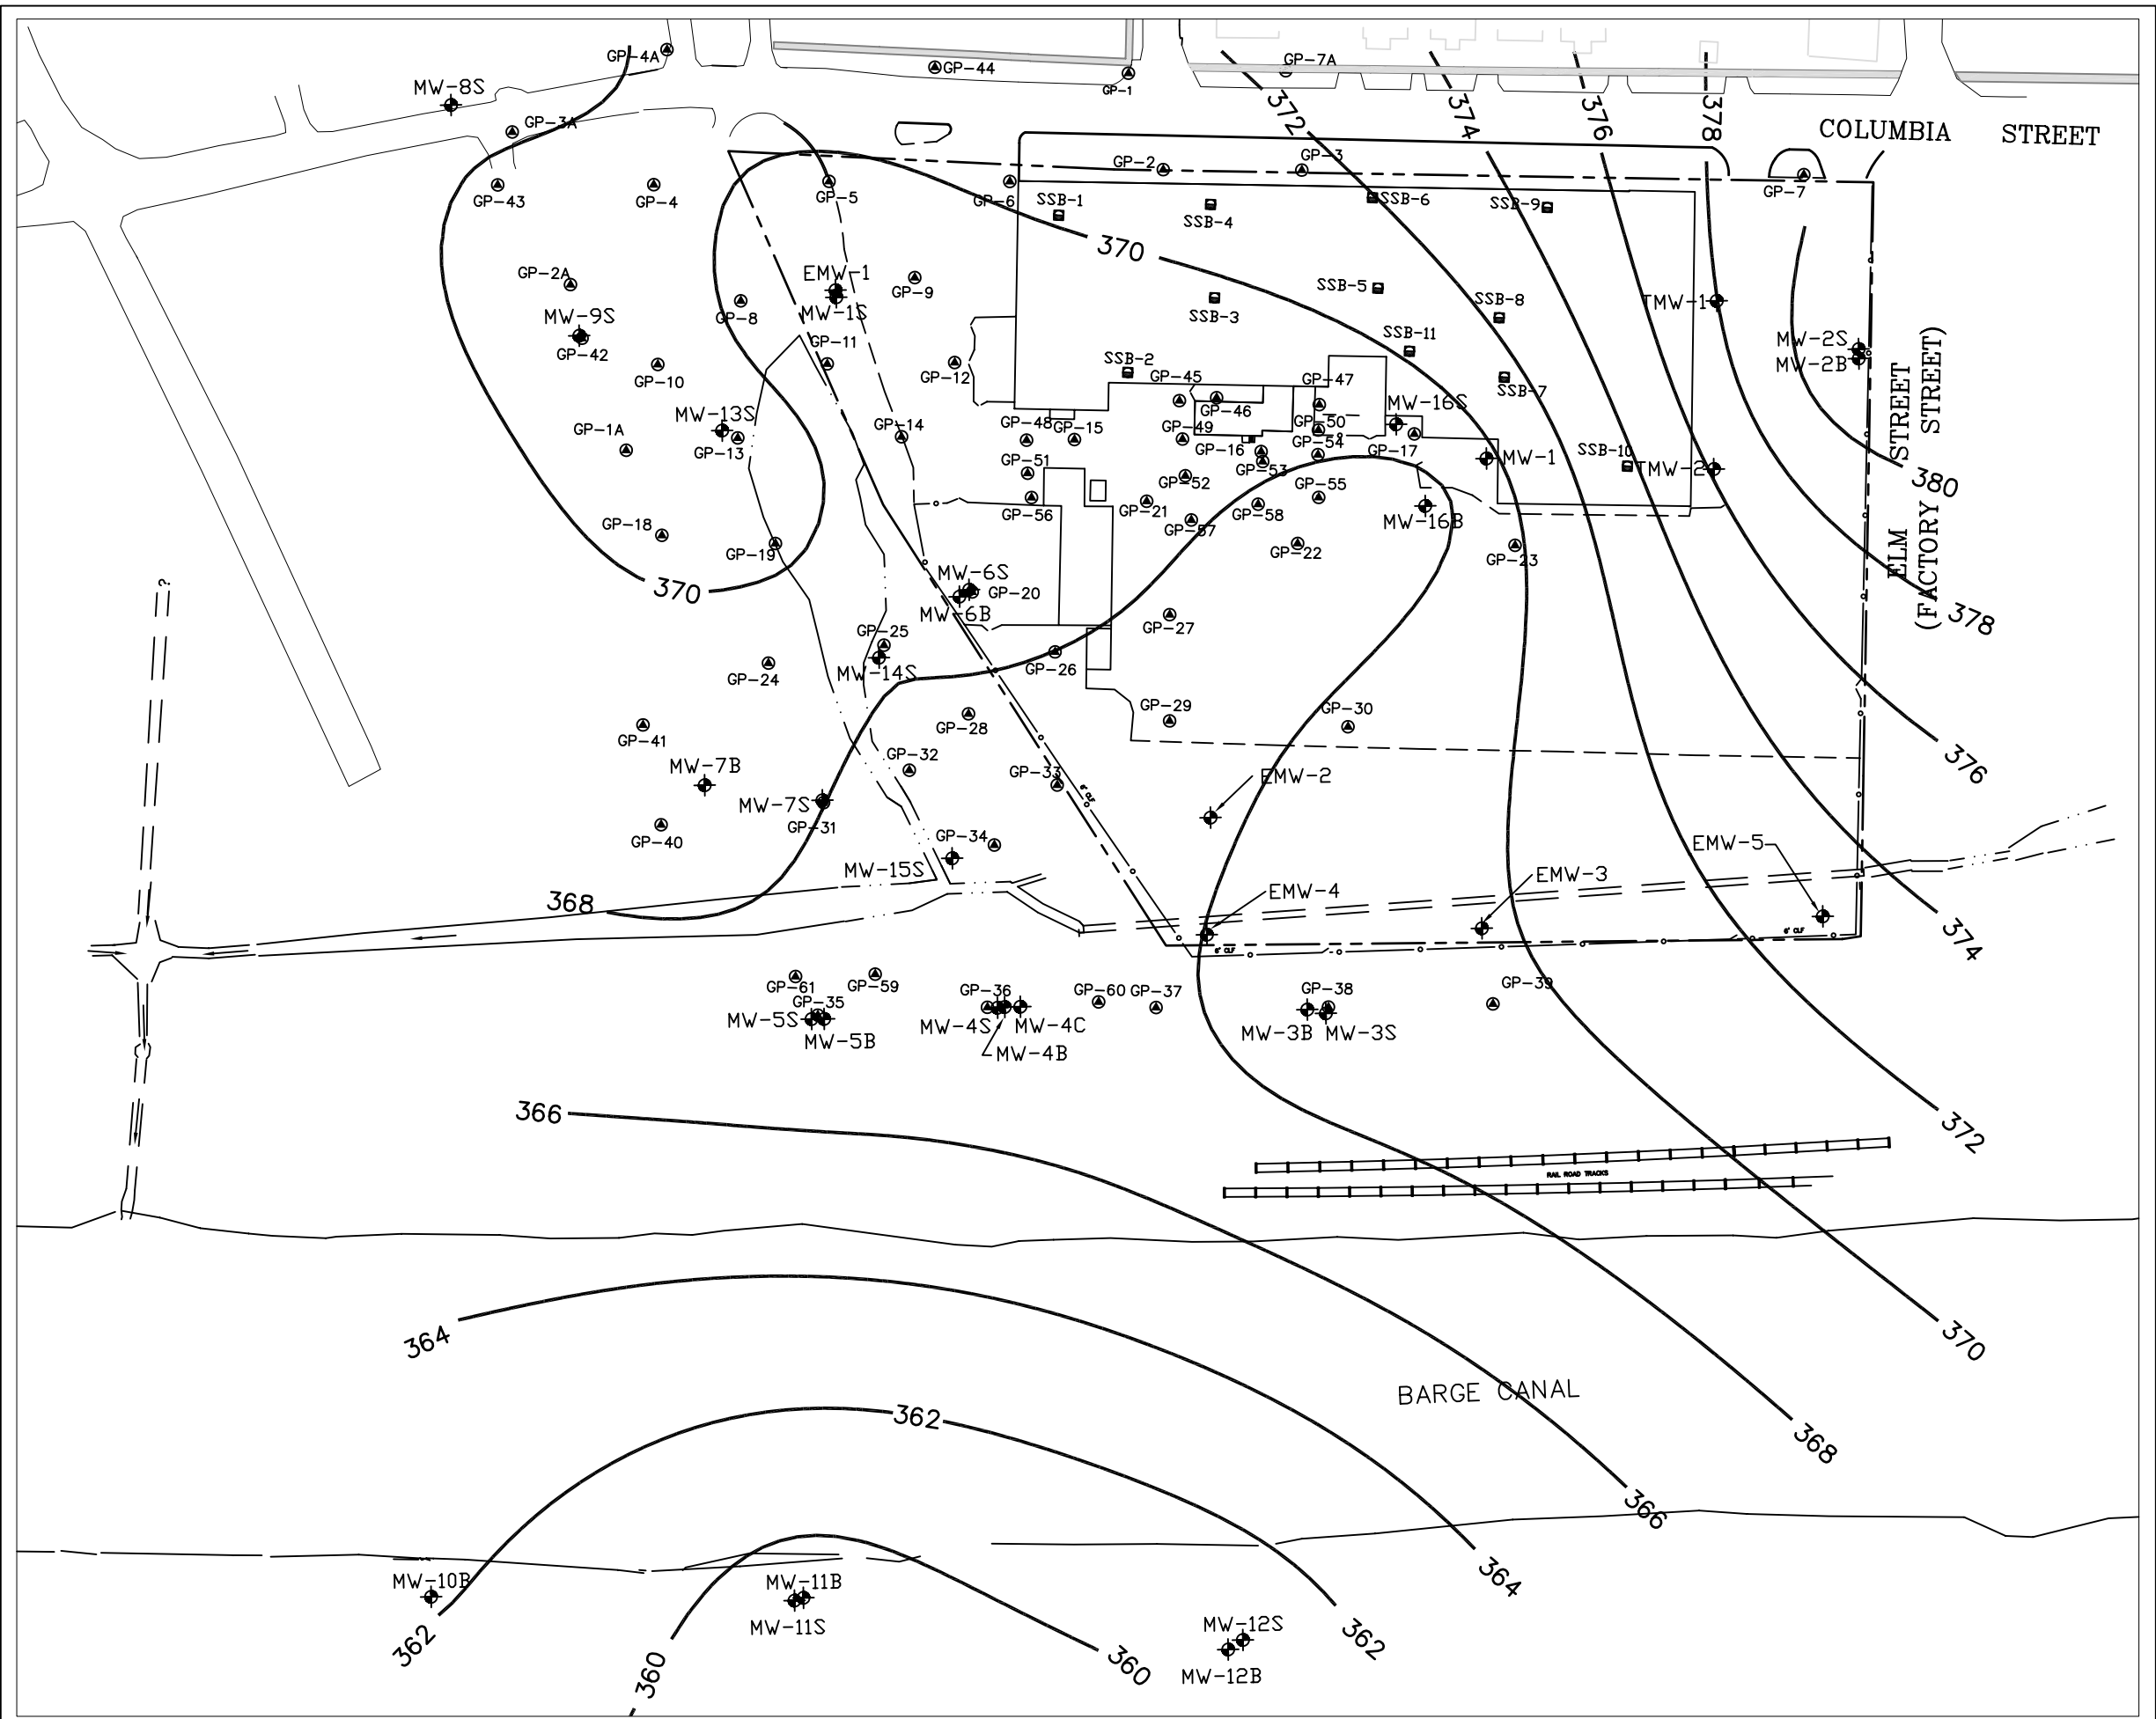 GP-4A
GP-44
GP-7A
MW-8S
GP-1
372
374
376
378
GP-3A
COLUMBIA STREET
GP-2
GP-3
GP-43
GP-4
GP-5
GP-6
SSB-1
SSB-4
SSB-6
SSB-9
GP-7
370
GP-2A
EMW-1
GP-9
SSB-5
SSB-8
TMW-1
MW-9S
GP-8
MW-1S
SSB-3
SSB-11
MW-2S
GP-42
GP-11
SSB-2
MW-2B
GP-10
GP-12
GP-45
GP-47
SSB-7
ELM STREET
(FACTORY STREET)
MW-13S
GP-46
MW-16S
GP-1A
GP-14
GP-48
GP-15
GP-49
GP-50
GP-13
GP-16
GP-54
GP-17
MW-1
SSB-10
TMW-2
GP-51
GP-53
GP-52
GP-55
380
GP-56
GP-21
GP-58
MW-16B
GP-18
GP-57
GP-19
GP-22
GP-23
?
370
MW-6S
GP-20
MW-6B
378
GP-25
GP-27
MW-14S
GP-26
GP-24
GP-28
GP-29
GP-30
GP-41
376
MW-7B
GP-32
GP-33
EMW-2
6' CLF
MW-7S
GP-31
GP-40
GP-34
EMW-5
MW-15S
EMW-3
368
EMW-4
6' CLF
6' CLF
374
GP-61
GP-59
GP-35
GP-36
GP-60
GP-37
GP-38
GP-39
MW-5S
MW-4S
MW-4C
MW-3B
MW-3S
MW-5B
MW-4B
366
372
RAIL ROAD TRACKS
364
370
BARGE CANAL
362
368
366
MW-10B
MW-11B
364
MW-11S
MW-12S
362
362
360
360
MW-12B